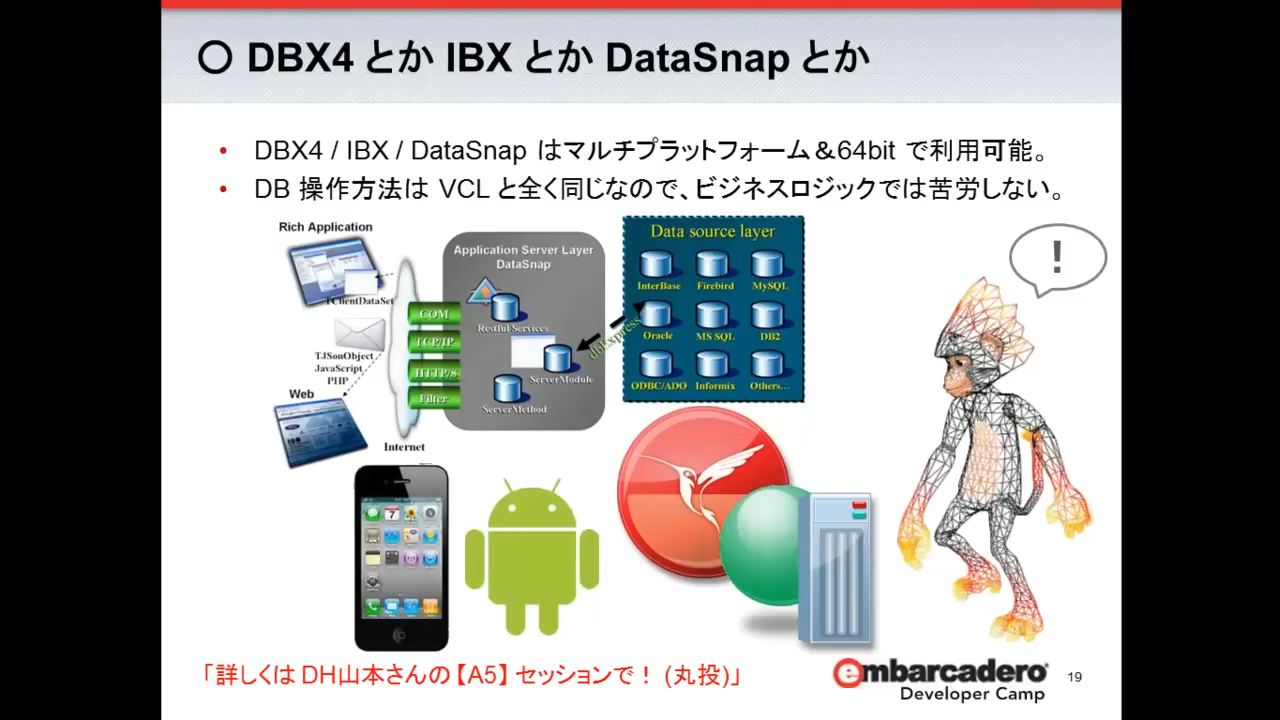 〇 DBX4 とか IBX とか DataSnap とか
• DBX4 / IBX / DataSnap はマルチプラットフォーム＆64bit で利用可能。
• DB 操作方法は VCL と全く同じなので、ビジネスロジックでは苦労しない。
Rich Application
TClientDataSet
TJSonObject
JavaScript
PHP
Web
Internet
COM
TCP/IP
HTTP/S
Filter
Application Server Layer
DataSnap
Restful Services
ServerModule
ServerMethod
dbExpress
Data source layer
InterBase Firebird MySQL
Oracle MS SQL DB2
ODBC/ADO Informix Others...
!
「詳しくは DH山本さんの【A5】 セッションで！ (丸投)」
embarcadero
Developer Camp
19